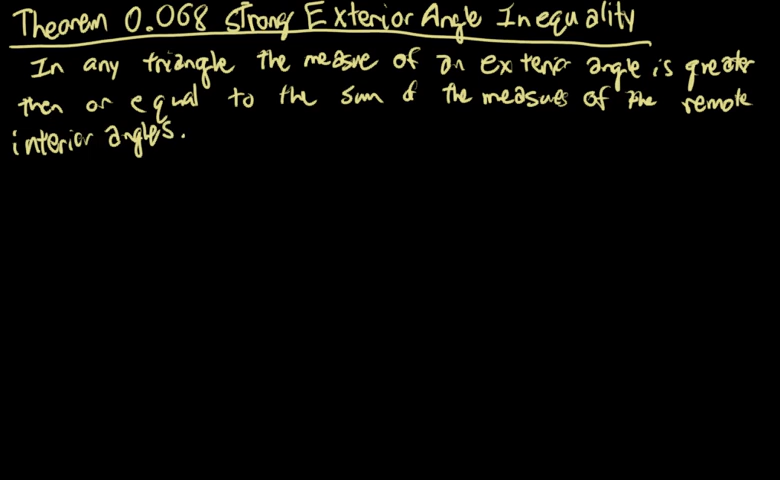 Theorem 0.068 Strong Exterior Angle Inequality
In any triangle the measure of an exterior angle is greater
then or equal to the sum of the measures of the remote
interior angles.